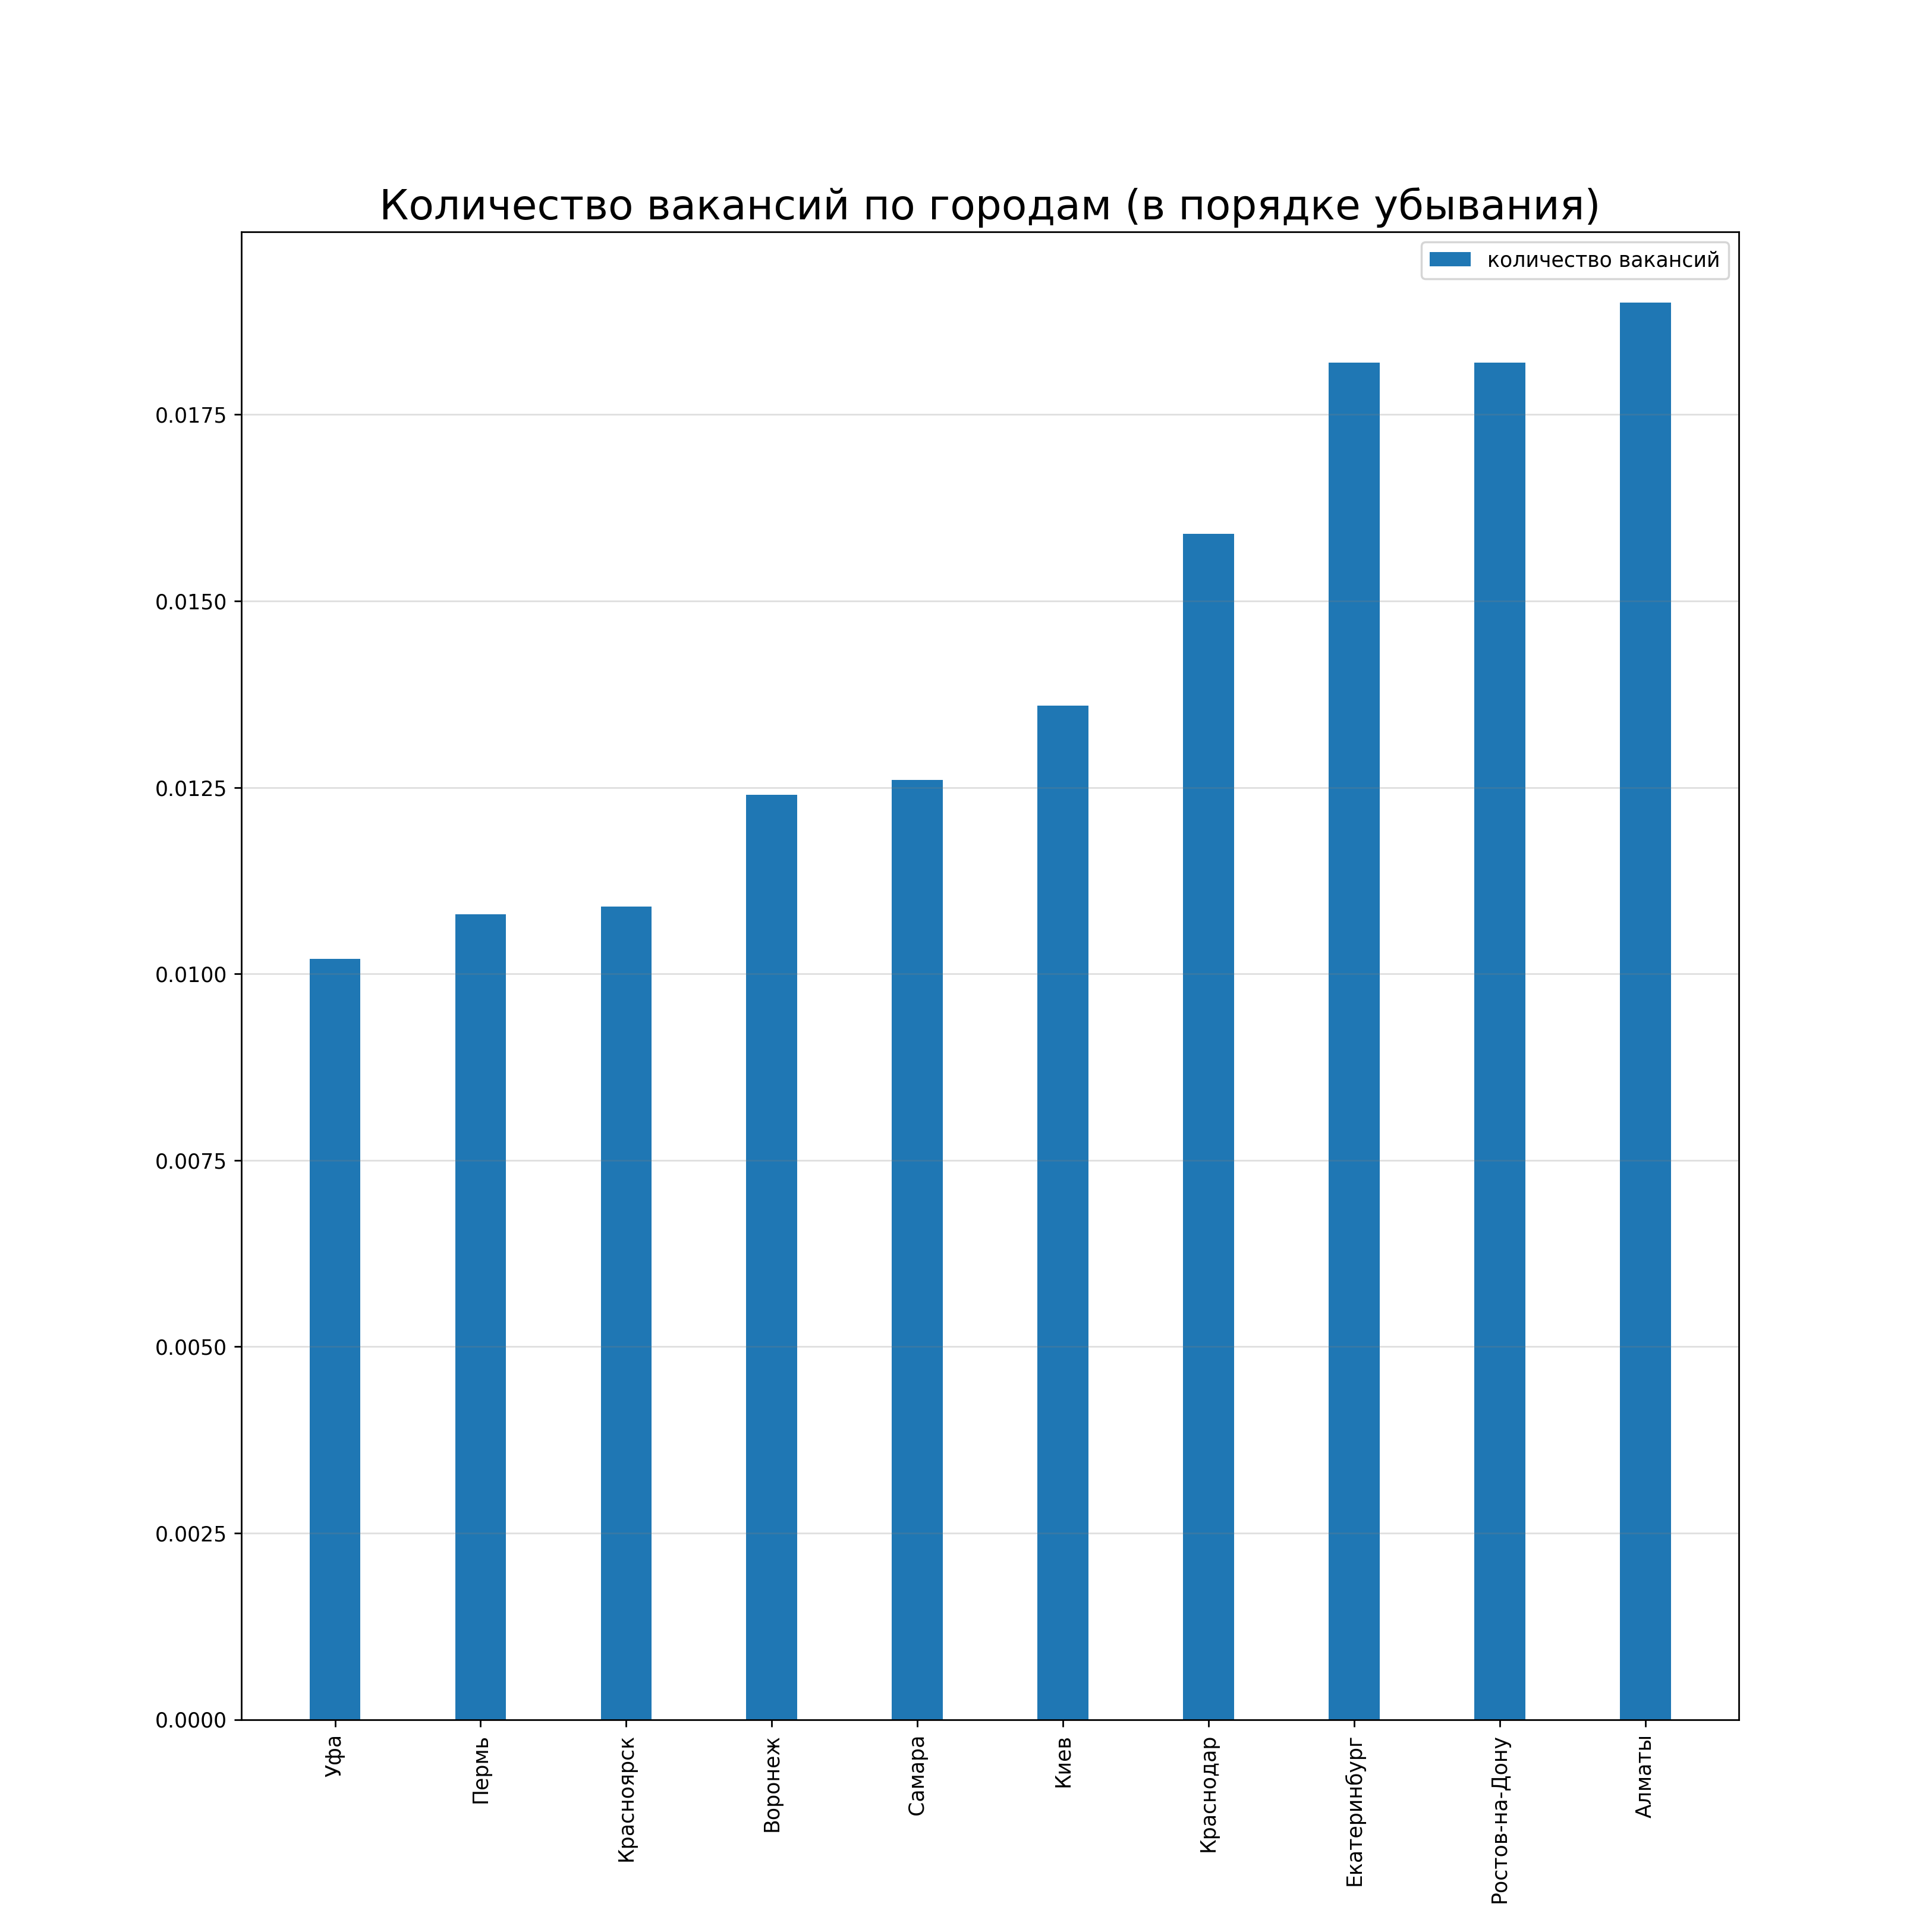 Количество вакансий по городам (в порядке убывания)
количество вакансий
0.0175
0.0150
0.0125
0.0100
0.0075
0.0050
0.0025
0.0000
Уфа
Пермь
Красноярск
Воронеж
Самара
Киев
Краснодар
Екатеринбург
Ростов-на-Дону
Алматы